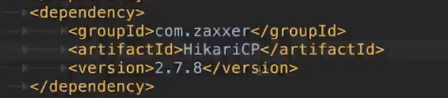 <dependency>
<groupId>com.zaxxer</groupId>
<artifactId>HikariCP</artifactId>
<version>2.7.8</version>
</dependency>